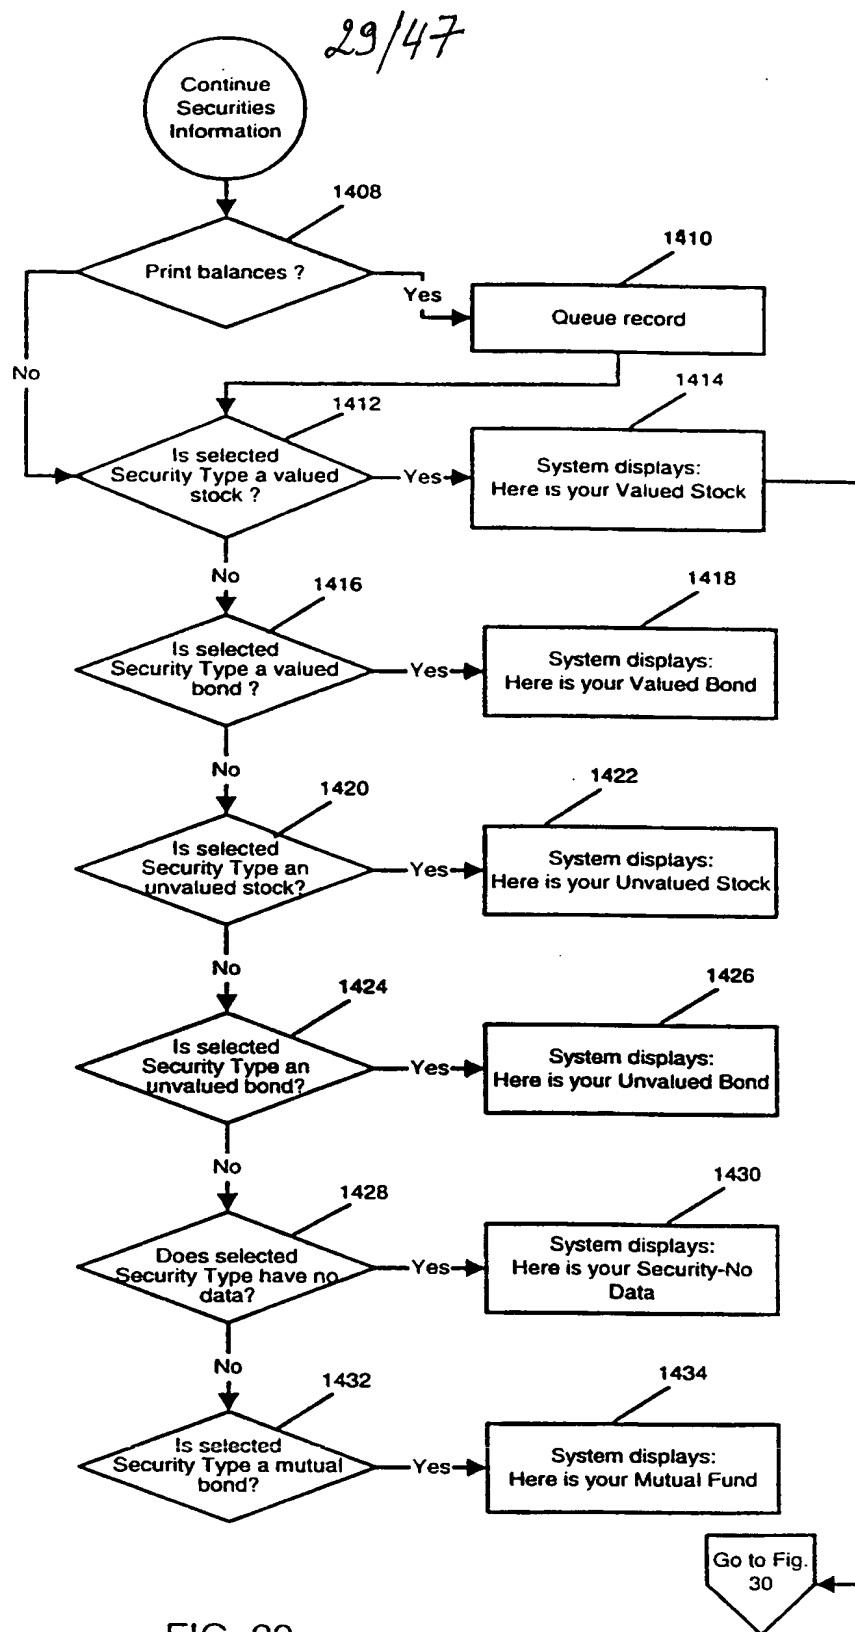 29/47
Continue
Securities
Information
1408
Print balances ?
Yes
No
1410
Queue record
1412
Is selected
Security Type a valued
stock ?
Yes
1414
System displays:
Here is your Valued Stock
No
1416
Is selected
Security Type a valued
bond ?
Yes
1418
System displays:
Here is your Valued Bond
No
1420
Is selected
Security Type an
unvalued stock?
Yes
1422
System displays:
Here is your Unvalued Stock
No
1424
Is selected
Security Type an
unvalued bond?
Yes
1426
System displays:
Here is your Unvalued Bond
No
1428
Does selected
Security Type have no
data?
Yes
1430
System displays:
Here is your Security-No
Data
No
1432
Is selected
Security Type a mutual
bond?
Yes
1434
System displays:
Here is your Mutual Fund
Go to Fig.
30
FIG.